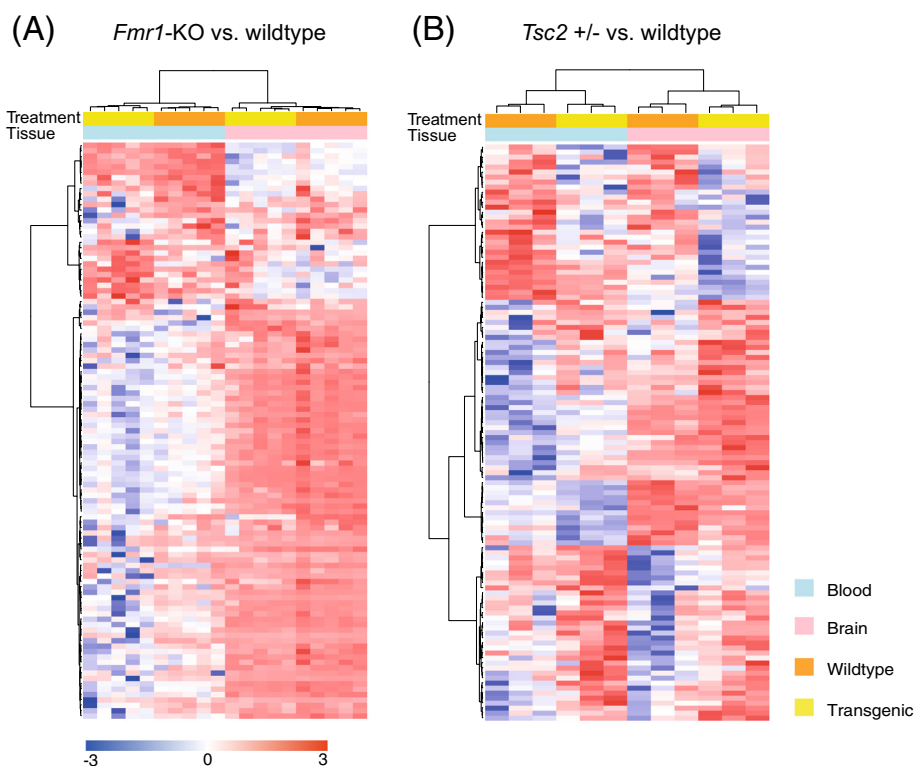 (A)
Fmr1-KO vs. wildtype
Treatment
Tissue
-3
0
3
(B)
Tsc2 +/- vs. wildtype
Treatment
Tissue
Blood
Brain
Wildtype
Transgenic